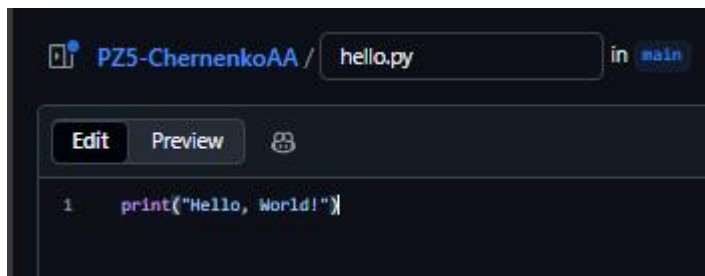 PZ5-ChernenkoAA / hello.py in main
Edit Preview
1 print("Hello, World!")